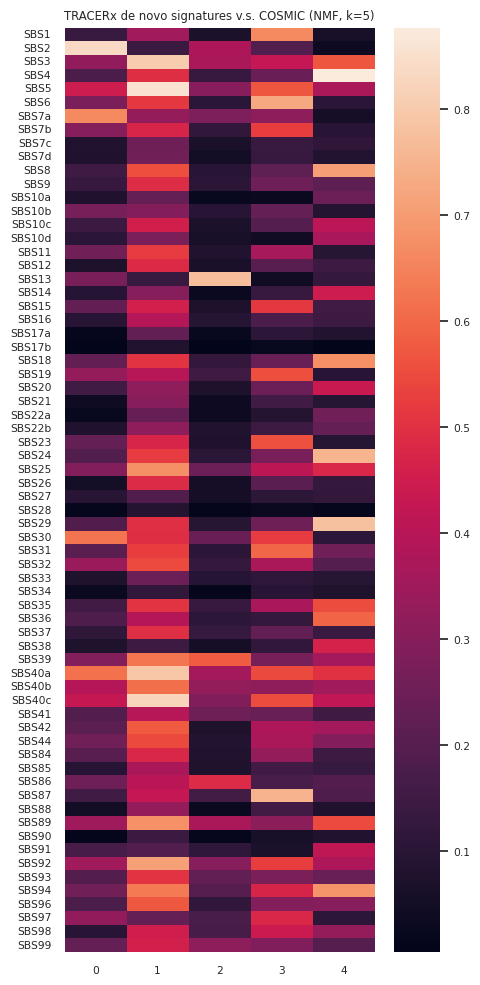 TRACERx de novo signatures v.s. COSMIC (NMF, k=5)
SBS1
SBS2
SBS3
SBS4
SBS5
SBS6
SBS7a
SBS7b
SBS7c
SBS7d
SBS8
SBS9
SBS10a
SBS10b
SBS10c
SBS10d
SBS11
SBS12
SBS13
SBS14
SBS15
SBS16
SBS17a
SBS17b
SBS18
SBS19
SBS20
SBS21
SBS22a
SBS22b
SBS23
SBS24
SBS25
SBS26
SBS27
SBS28
SBS29
SBS30
SBS31
SBS32
SBS33
SBS34
SBS35
SBS36
SBS37
SBS38
SBS39
SBS40a
SBS40b
SBS40c
SBS41
SBS42
SBS44
SBS84
SBS85
SBS86
SBS87
SBS88
SBS89
SBS90
SBS91
SBS92
SBS93
SBS94
SBS96
SBS97
SBS98
SBS99
0 1 2 3 4
0.8
0.7
0.6
0.5
0.4
0.3
0.2
0.1